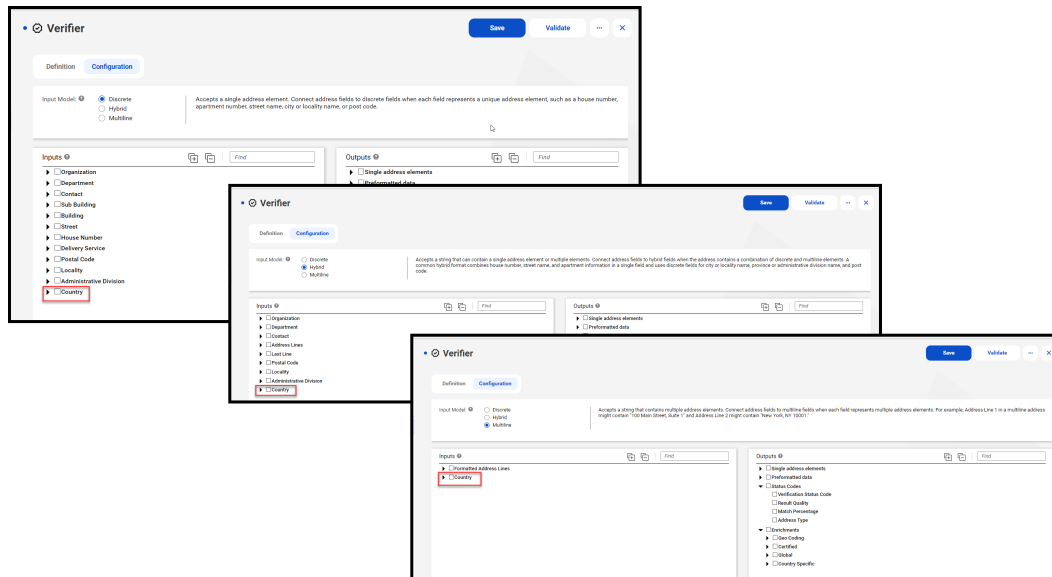 Verifier
Save
Validate
Definition
Configuration
Input Model:
Discrete
Hybrid
Multiline
Accepts a single address element. Connect address fields to discrete fields when each field represents a unique address element, such as a house number,
apartment number, street name, city or locality name, or post code.
Inputs
Find
Outputs
Find
Organization
Department
Contact
Sub Building
Building
Street
House Number
Delivery Service
Postal Code
Locality
Administrative Division
Country
Single address elements
Preformatted data
Verifier
Save
Validate
Definition
Configuration
Input Model:
Discrete
Hybrid
Multiline
Accepts a string that can contain a single address element or multiple elements. Connect address fields to hybrid fields when the address contains a combination of discrete and multiline elements. A
common hybrid format combines house number, street name, and apartment information in a single field and uses discrete fields for city or locality name, province or administrative division name, and post
code.
Inputs
Find
Outputs
Find
Organization
Department
Contact
Address Lines
Last Line
Postal Code
Locality
Administrative Division
Country
Single address elements
Preformatted data
Verifier
Save
Validate
Definition
Configuration
Input Model:
Discrete
Hybrid
Multiline
Accepts a string that contains multiple address elements. Connect address fields to multiline fields when each field represents multiple address elements. For example, Address Line 1 in a multiline address
might contain "100 Main Street, Suite 1" and Address Line 2 might contain "New York, NY 10001."
Inputs
Find
Outputs
Find
Formatted Address Lines
Country
Single address elements
Preformatted data
Status Codes
Verification Status Code
Result Quality
Match Percentage
Address Type
Enrichments
Geo Coding
Certified
Global
Country Specific